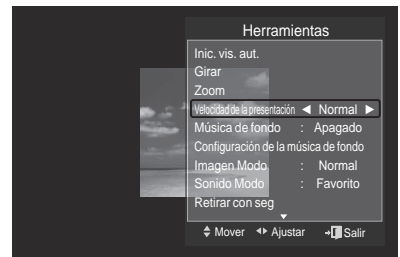 Herramientas
Inic. vis. aut.
Girar
Zoom
Velocidad de la presentación ◀ Normal ▶
Música de fondo : Apagado
Configuración de la música de fondo
Imagen Modo : Normal
Sonido Modo : Favorito
Retirar con seg
Mover Ajustar Salir